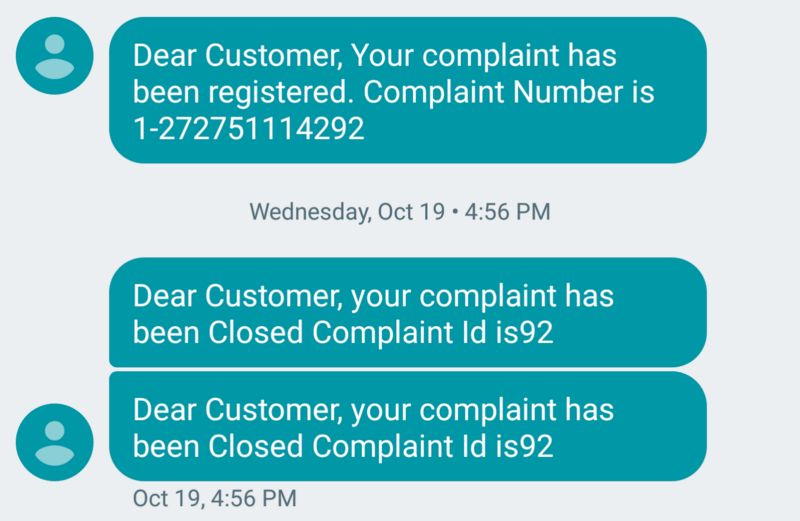 Dear Customer, Your complaint has
been registered. Complaint Number is
1-272751114292
Wednesday, Oct 19 • 4:56 PM
Dear Customer, your complaint has
been Closed Complaint Id is92
Dear Customer, your complaint has
been Closed Complaint Id is92
Oct 19, 4:56 PM